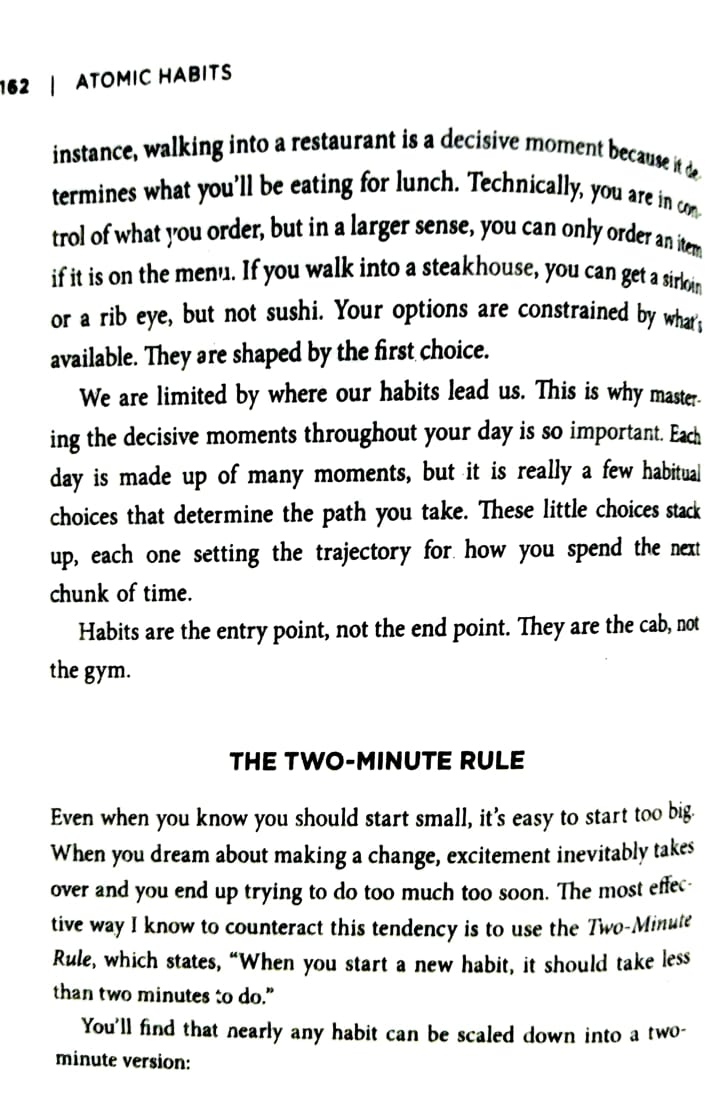 162 | ATOMIC HABITS
instance, walking into a restaurant is a decisive moment because it de-
termines what you'll be eating for lunch. Technically, you are in con-
trol of what you order, but in a larger sense, you can only order an item
if it is on the menu. If you walk into a steakhouse, you can get a sirloin
or a rib eye, but not sushi. Your options are constrained by what's
available. They are shaped by the first choice.
We are limited by where our habits lead us. This is why master-
ing the decisive moments throughout your day is so important. Each
day is made up of many moments, but it is really a few habitual
choices that determine the path you take. These little choices stack
up, each one setting the trajectory for how you spend the next
chunk of time.
Habits are the entry point, not the end point. They are the cab, not
the gym.
THE TWO-MINUTE RULE
Even when you know you should start small, it's easy to start too big.
When you dream about making a change, excitement inevitably takes
over and you end up trying to do too much too soon. The most effec-
tive way I know to counteract this tendency is to use the Two-Minute
Rule, which states, “When you start a new habit, it should take less
than two minutes to do.”
You'll find that nearly any habit can be scaled down into a two-
minute version: